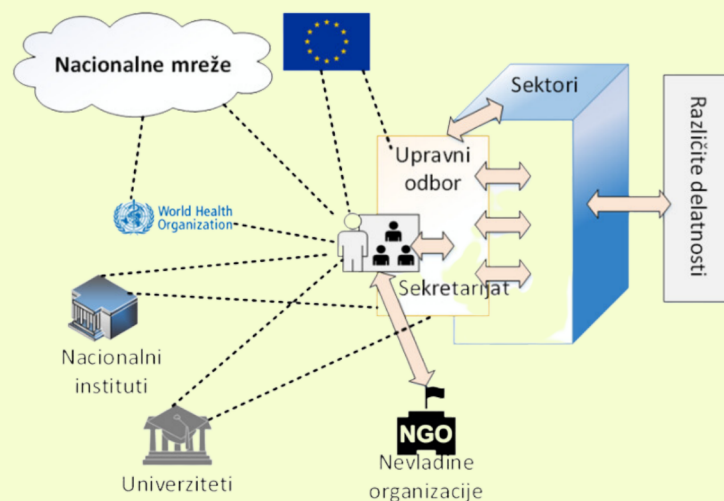 Nacionalne mreže
Sektori
Različite delatnosti
Upravni
odbor
World Health
Organization
Sekretarijat
Nacionalni
instituti
NGO
Nevladine
organizacije
Univerziteti